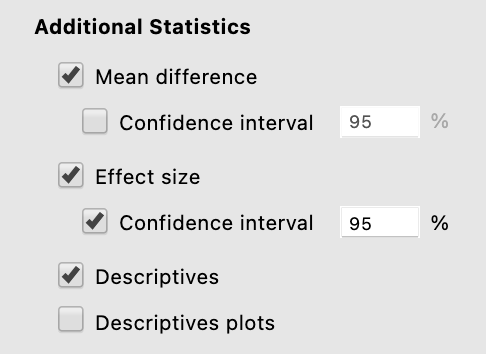 Additional Statistics
Mean difference
Confidence interval 95 %
Effect size
Confidence interval 95 %
Descriptives
Descriptives plots